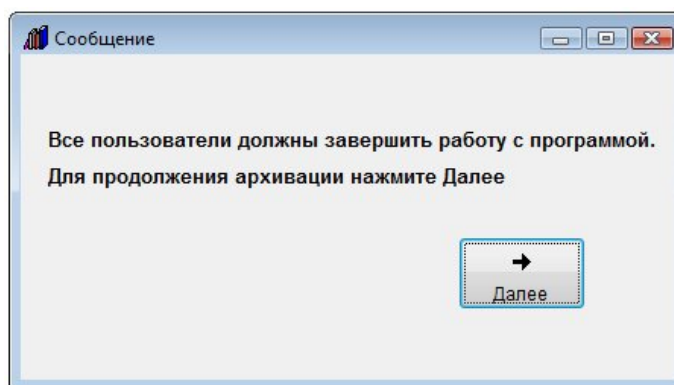 Сообщение
Все пользователи должны завершить работу с программой.
Для продолжения архивации нажмите Далее
Далее